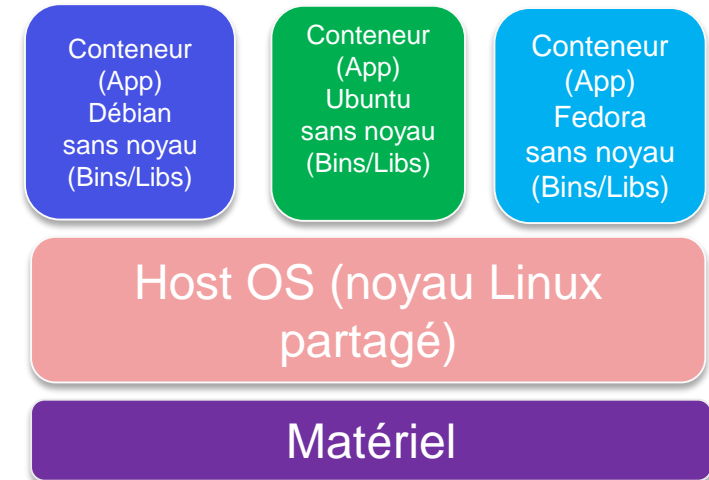 Conteneur
(App)
Débian
sans noyau
(Bins/Libs)
Conteneur
(App)
Ubuntu
sans noyau
(Bins/Libs)
Conteneur
(App)
Fedora
sans noyau
(Bins/Libs)
Host OS (noyau Linux
partagé)
Matériel